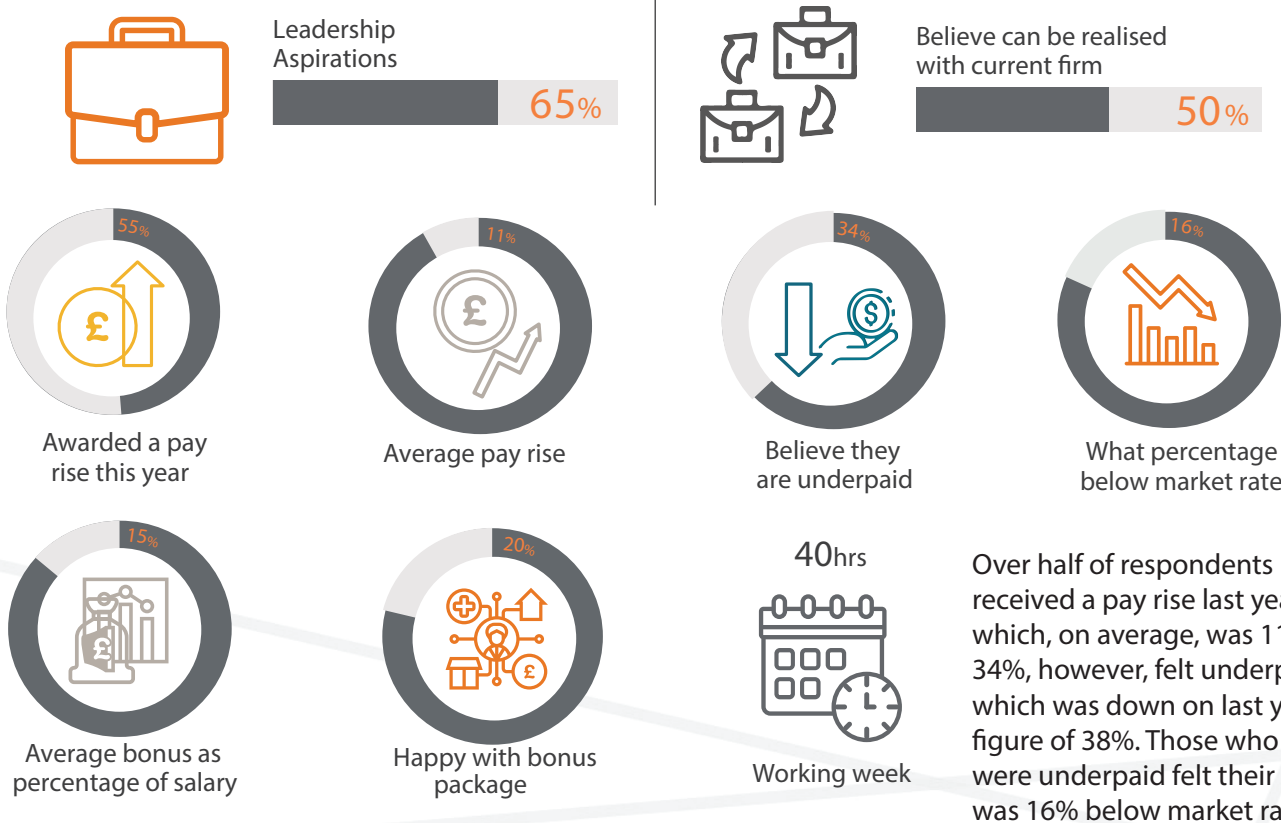 Leadership
Aspirations
65%
Believe can be realised
with current firm
50%
55%
£
Awarded a pay
rise this year
11%
£
Average pay rise
34%
$
Believe they
are underpaid
16%
What percentage
below market rate
15%
£
Average bonus as
percentage of salary
20%
£
Happy with bonus
package
40hrs
Working week
Over half of respondents
received a pay rise last yea
which, on average, was 11
34%, however, felt underp
which was down on last y
figure of 38%. Those who
were underpaid felt their
was 16% below market ra